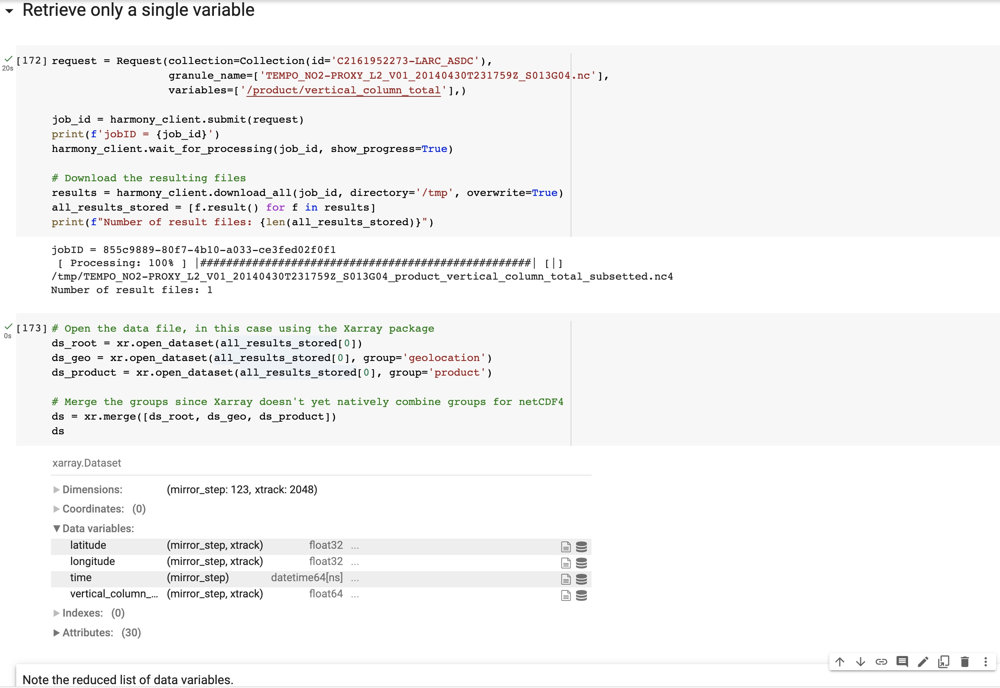 Retrieve only a single variable
20s
[172] request = Request(collection=Collection(id='C2161952273-LARC_ASDC'),
granule_name=['TEMPO_NO2-PROXY_L2_V01_20140430T231759Z_S013G04.nc'],
variables=['/product/vertical_column_total'],)
job_id = harmony_client.submit(request)
print(f'jobID = {job_id}')
harmony_client.wait_for_processing(job_id, show_progress=True)
# Download the resulting files
results = harmony_client.download_all(job_id, directory='/tmp', overwrite=True)
all_results_stored = [f.result() for f in results]
print(f"Number of result files: {len(all_results_stored)}")
jobID = 855c9889-80f7-4b10-a033-ce3fed02f0f1
[ Processing: 100% ] |###################################################| [|]
/tmp/TEMPO_NO2-PROXY_L2_V01_20140430T231759Z_S013G04_product_vertical_column_total_subsetted.nc4
Number of result files: 1
0s
[173] # Open the data file, in this case using the Xarray package
ds_root = xr.open_dataset(all_results_stored[0])
ds_geo = xr.open_dataset(all_results_stored[0], group='geolocation')
ds_product = xr.open_dataset(all_results_stored[0], group='product')
# Merge the groups since Xarray doesn't yet natively combine groups for netCDF4
ds = xr.merge([ds_root, ds_geo, ds_product])
ds
xarray.Dataset
Dimensions: (mirror_step: 123, xtrack: 2048)
Coordinates: (0)
Data variables:
latitude (mirror_step, xtrack) float32 ...
longitude (mirror_step, xtrack) float32 ...
time (mirror_step) datetime64[ns] ...
vertical_column_... (mirror_step, xtrack) float64 ...
Indexes: (0)
Attributes: (30)
Note the reduced list of data variables.